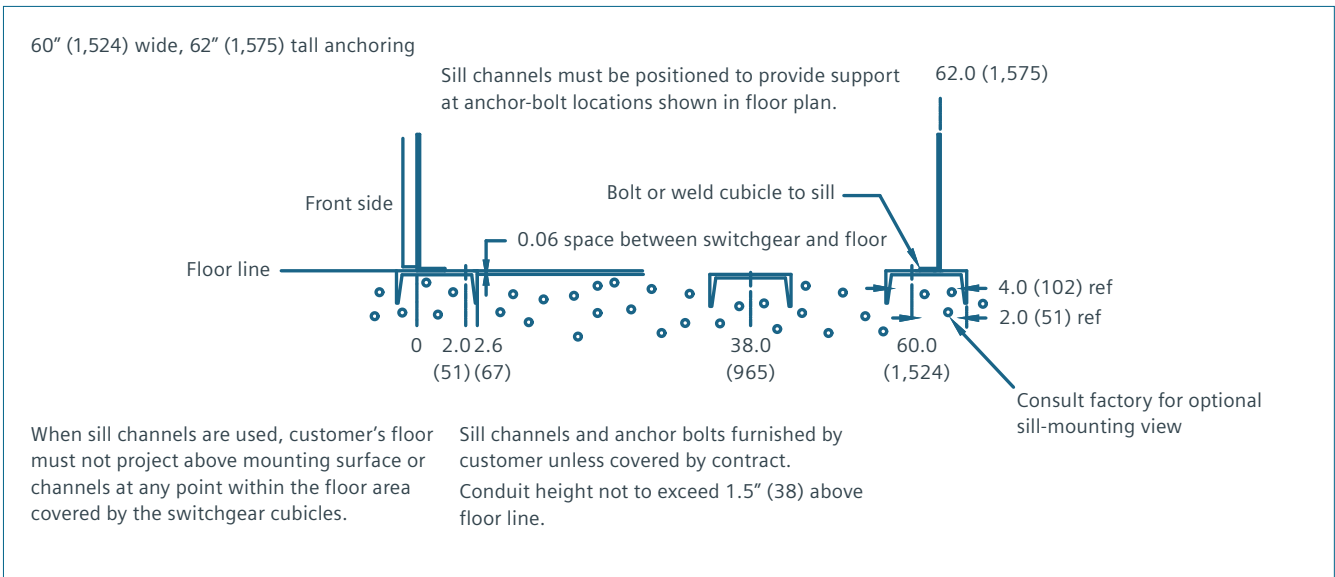 60” (1,524) wide, 62” (1,575) tall anchoring
Sill channels must be positioned to provide support
at anchor-bolt locations shown in floor plan.
62.0 (1,575)
Front side
Bolt or weld cubicle to sill
0.06 space between switchgear and floor
Floor line
4.0 (102) ref
2.0 (51) ref
0 2.0 2.6 38.0 60.0
(51) (67) (965) (1,524)
Consult factory for optional
sill-mounting view
When sill channels are used, customer’s floor
must not project above mounting surface or
channels at any point within the floor area
covered by the switchgear cubicles.
Sill channels and anchor bolts furnished by
customer unless covered by contract.
Conduit height not to exceed 1.5” (38) above
floor line.